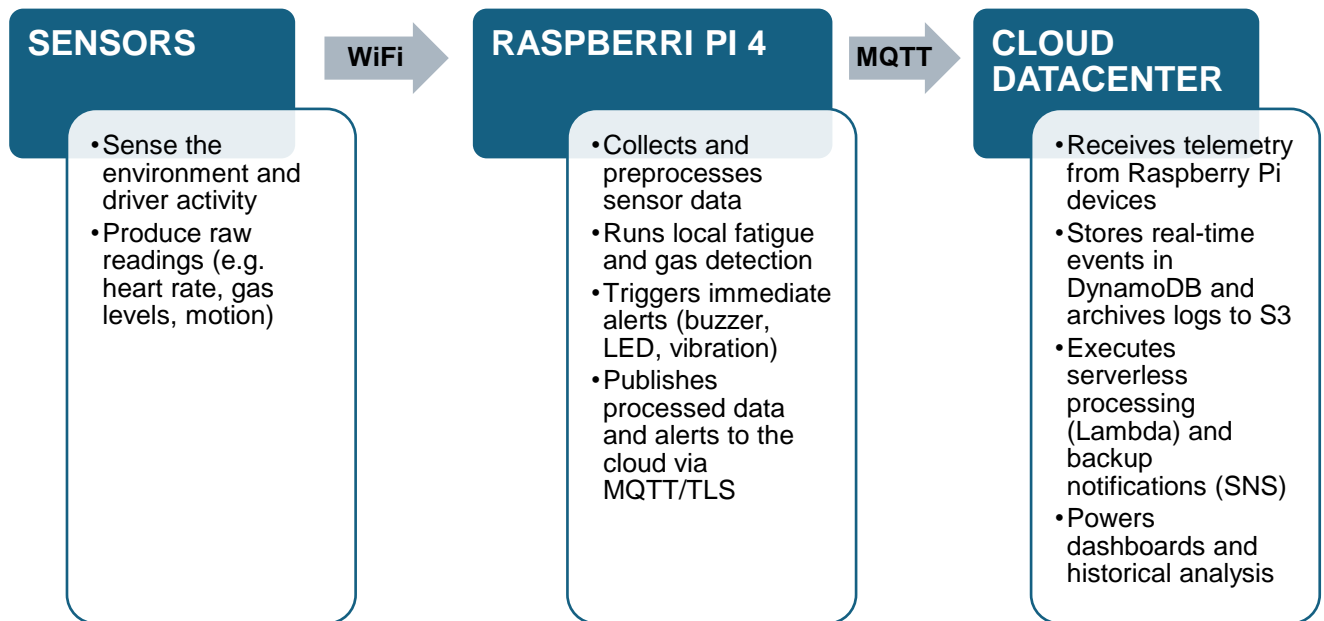 SENSORS
•Sense the
environment and
driver activity
•Produce raw
readings (e.g.
heart rate, gas
levels, motion)
WiFi
RASPBERRI PI 4
•Collects and
preprocesses
sensor data
•Runs local fatigue
and gas detection
•Triggers immediate
alerts (buzzer,
LED, vibration)
•Publishes
processed data
and alerts to the
cloud via
MQTT/TLS
MQTT
CLOUD
DATACENTER
•Receives telemetry
from Raspberry Pi
devices
•Stores real-time
events in
DynamoDB and
archives logs to S3
•Executes
serverless
processing
(Lambda) and
backup
notifications (SNS)
•Powers
dashboards and
historical analysis